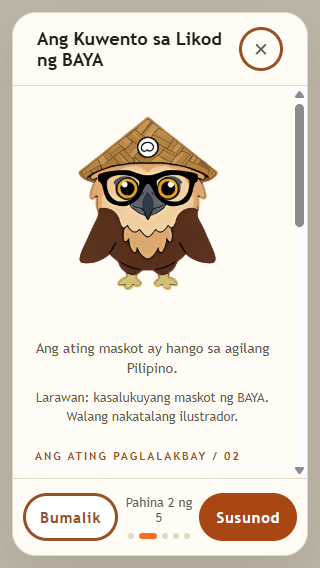 Ang Kuwento sa Likod
ng BAYA
Ang ating maskot ay hango sa agilang
Pilipino.
Larawan: kasalukuyang maskot ng BAYA.
Walang nakatalang ilustrador.
ANG ATING PAGLALAKBAY / 02
Bumalik
Pahina 2 ng
5
Susunod